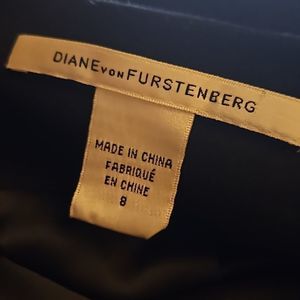 DIANE VON FURSTENBERG
MADE IN CHINA
FABRIQUÉ
EN CHINE
8